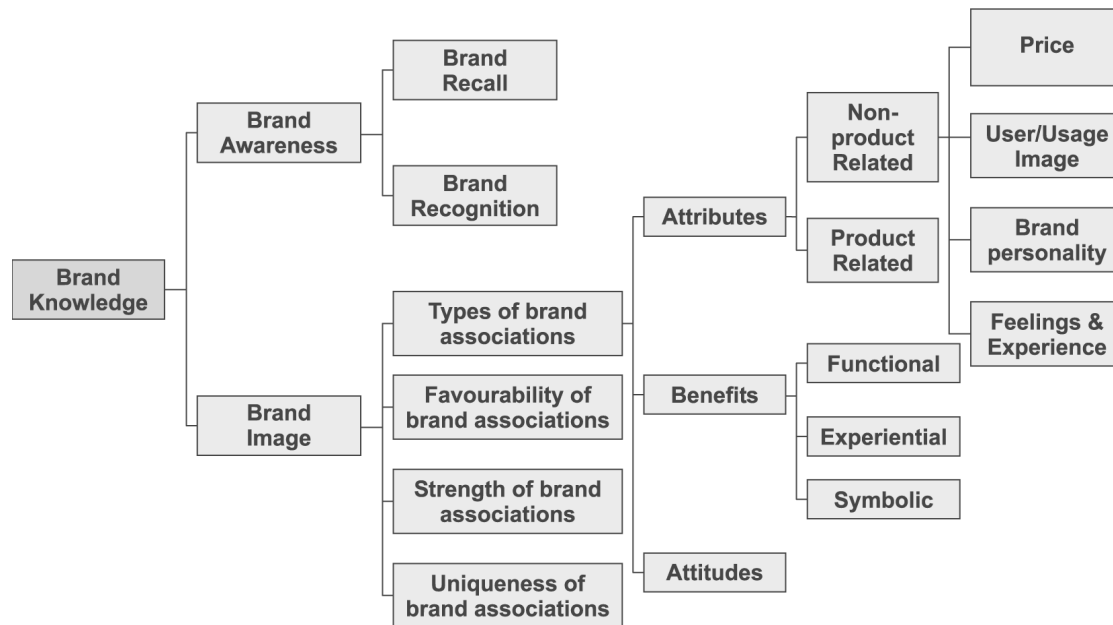 Brand
Knowledge
Brand
Awareness
Brand
Recall
Brand
Recognition
Brand
Image
Types of brand
associations
Favourability of
brand associations
Strength of brand
associations
Uniqueness of
brand associations
Attributes
Non-
product
Related
Price
User/Usage
Image
Brand
personality
Feelings &
Experience
Product
Related
Benefits
Functional
Experiential
Symbolic
Attitudes